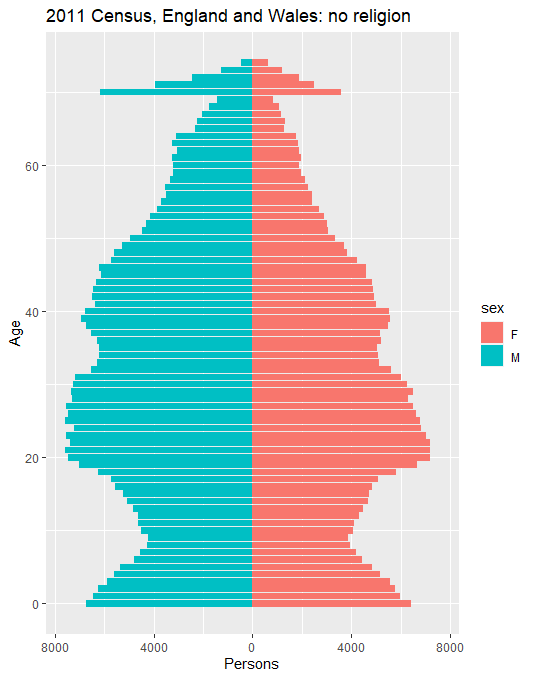 2011 Census, England and Wales: no religion
Age
60
40
20
0
8000 4000 0 4000 8000
Persons
sex
F
M